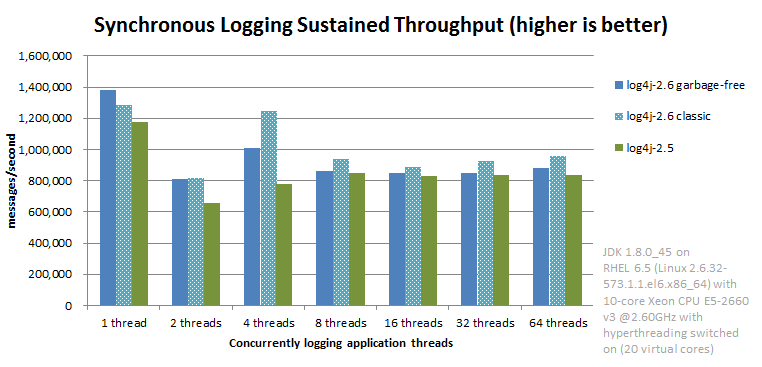 Synchronous Logging Sustained Throughput (higher is better)
1,600,000
1,400,000
1,200,000
1,000,000
800,000
600,000
400,000
200,000
0
messages/second
1 thread
2 threads
4 threads
8 threads
16 threads
32 threads
64 threads
Concurrently logging application threads
log4j-2.6 garbage-free
log4j-2.6 classic
log4j-2.5
JDK 1.8.0_45 on
RHEL 6.5 (Linux 2.6.32-
573.1.1.el6.x86_64) with
10-core Xeon CPU E5-2660
v3 @2.60GHz with
hyperthreading switched
on (20 virtual cores)